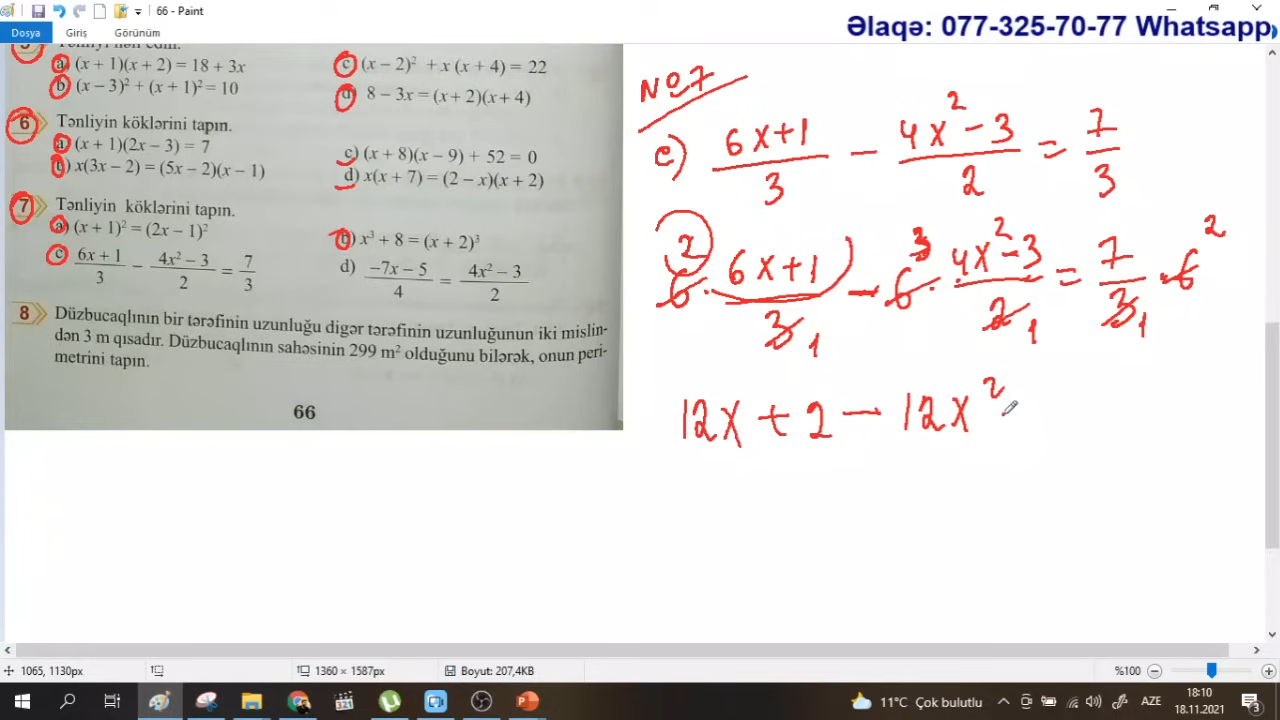 66 - Paint
Əlaqə: 077-325-70-77 Whatsapp
Dosya Giriş Görünüm
a) (x + 1)(x + 2) = 18 + 3x
c) (x − 2)² + x (x + 4) = 22
b) (x − 3)² + (x + 1)² = 10
d) 8 − 3x = (x + 2)(x + 4)
6 Tənliyin köklərini tapın.
a) (x + 1)(2x − 3) = 7
c) (x + 8)(x − 9) + 52 = 0
b) x(3x − 2) = (5x − 2)(x − 1)
d) x(x + 7) = (2 − x)(x + 2)
7 Tənliyin köklərini tapın.
a) (x + 1)² = (2x − 1)²
b) x³ + 8 = (x + 2)³
c) (6x + 1)/3 − (4x² − 3)/2 = 7/3
d) (−7x − 5)/4 = (4x² − 3)/2
8 Düzbucaqlının bir tərəfinin uzunluğu digər tərəfinin uzunluğunun iki mislin-
dən 3 m qısadır. Düzbucaqlının sahəsinin 299 m² olduğunu bilərək, onun peri-
metrini tapın.
66
№7
c) (6x+1)/3 − (4x²−3)/2 = 7/3
2 6 · (6x+1)/3 1 − 6 3 · (4x²−3)/2 1 = 7/3 1 · 6 2
12x + 2 − 12x²
1065, 1130px 1360 × 1587px Boyut: 207,4KB %100
11°C Çok bulutlu AZE 18:10
18.11.2021 3